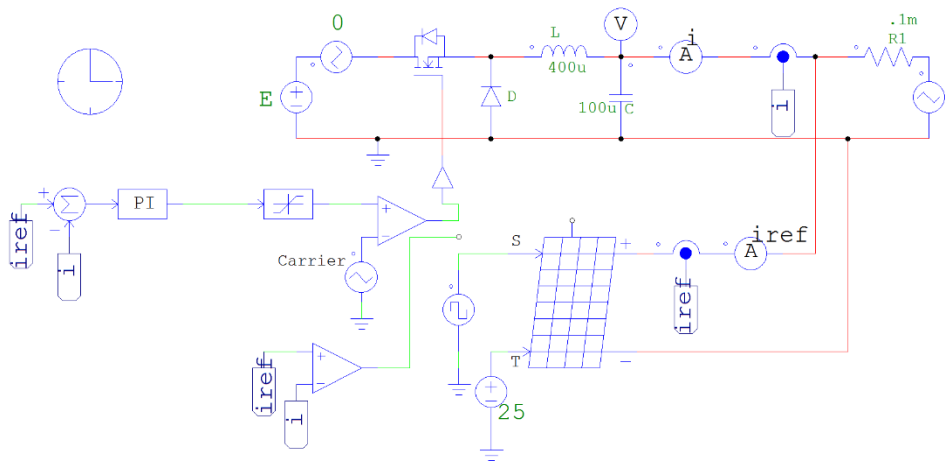 0
V
i
A
L
400u
.1m
R1
E
D
100u
C
i
+
-
Σ
PI
iref
i
+
-
Carrier
S
+
iref
A
iref
T
-
25
iref
+
-
i